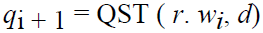 qi + 1 = QST ( r. wi, d)